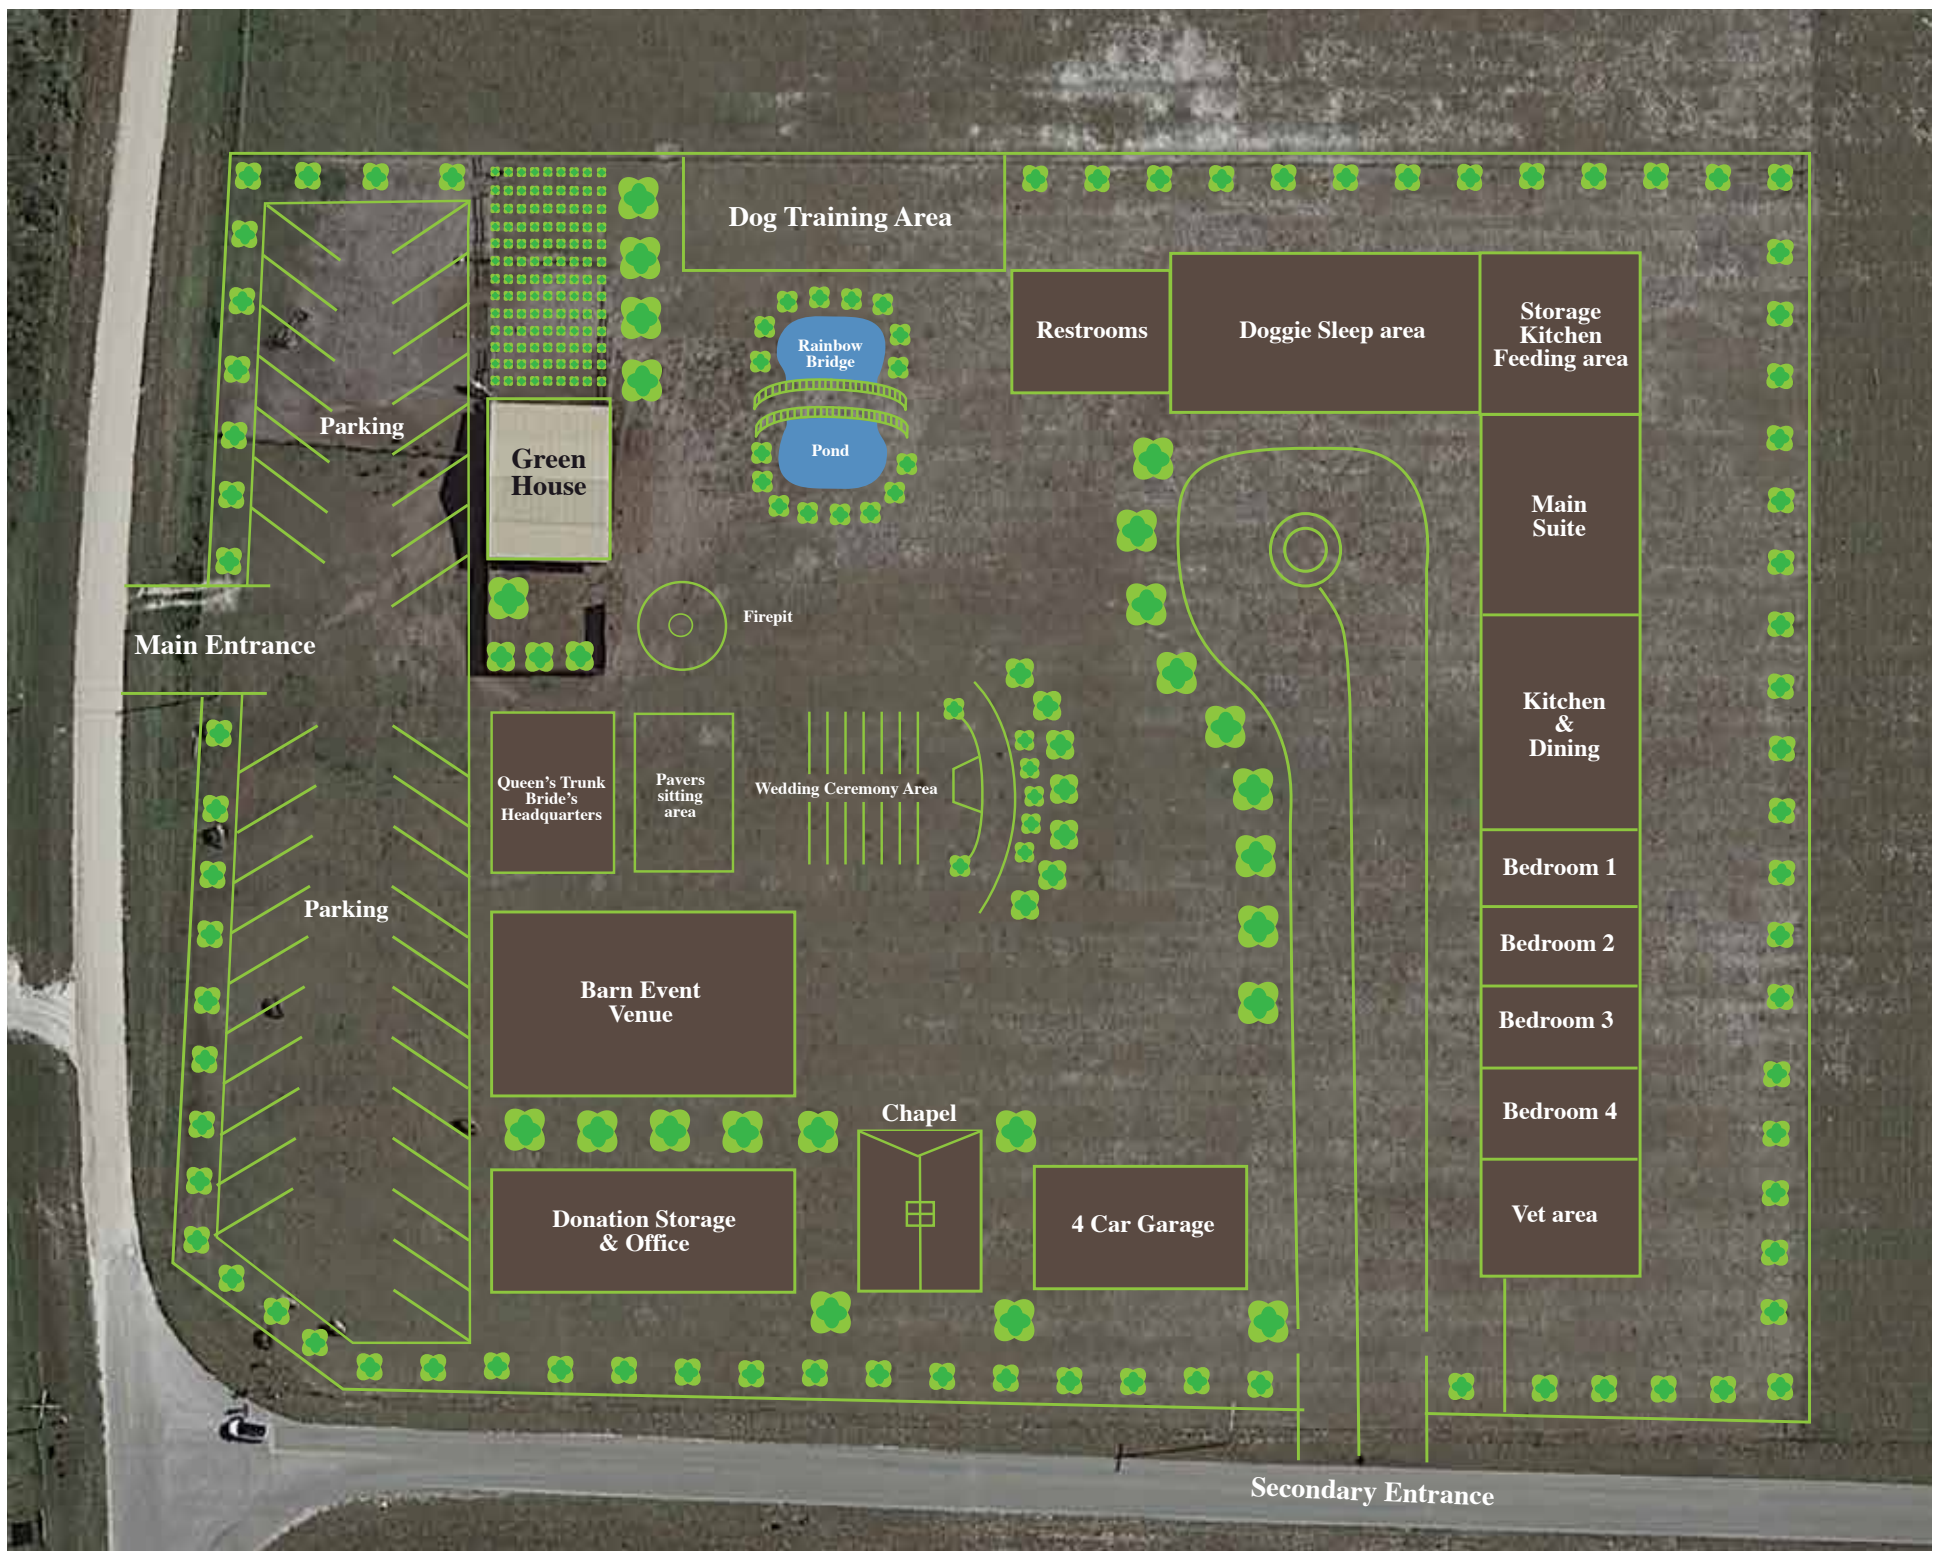 Dog Training Area
Restrooms
Doggie Sleep area
Storage
Kitchen
Feeding area
Rainbow
Bridge
Pond
Parking
Green
House
Main
Suite
Main Entrance
Firepit
Kitchen
&
Dining
Queen's Trunk
Bride's
Headquarters
Pavers
sitting
area
Wedding Ceremony Area
Bedroom 1
Parking
Bedroom 2
Barn Event
Venue
Bedroom 3
Chapel
Bedroom 4
Donation Storage
& Office
4 Car Garage
Vet area
Secondary Entrance